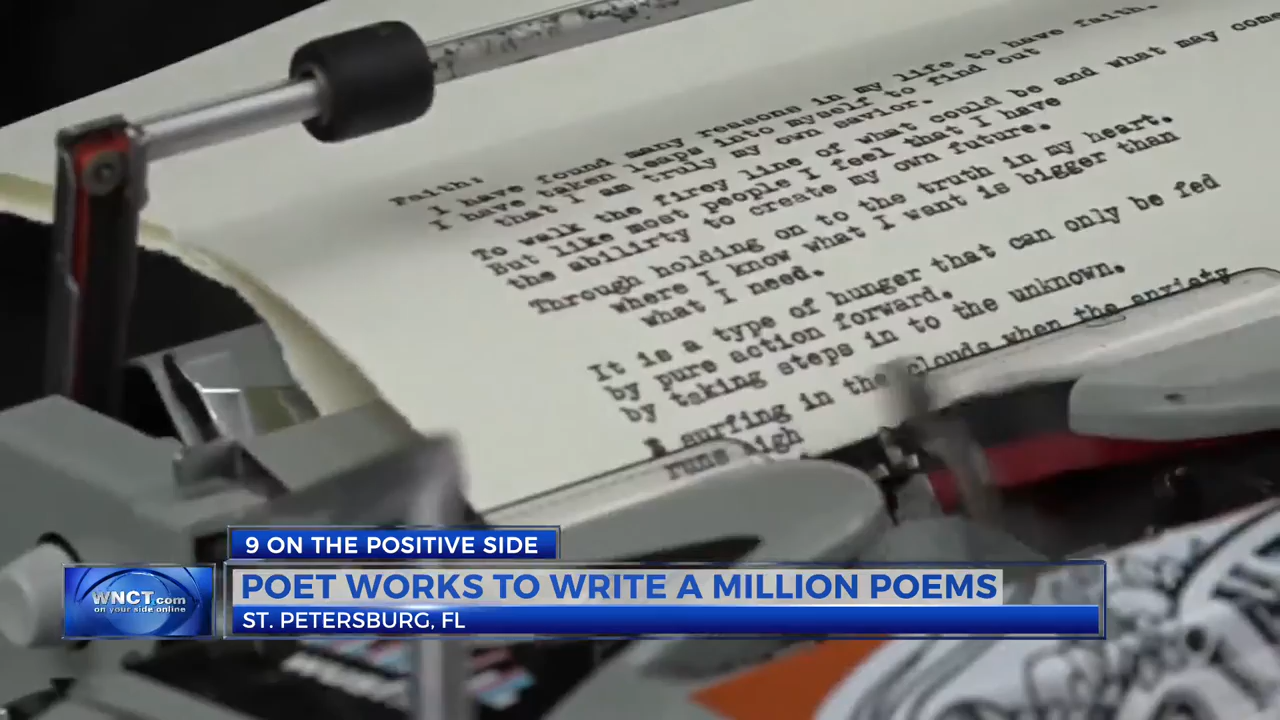 Faith:
I have found many reasons in my life to have faith.
I have taken leaps into myself to find out
that I am truly my own savior.
To walk the firey line of what could be and what may come
But like most people I feel that I have
the abilirty to create my own future.
Through holding on to the truth in my heart.
where I know what I want is bigger than
what I need.
It is a type of hunger that can only be fed
by pure action forward.
by taking steps in to the unknown.
I surfing in the clouds when the anxiety
runs high
9 ON THE POSITIVE SIDE
POET WORKS TO WRITE A MILLION POEMS
ST. PETERSBURG, FL
WNCT.com
on your side online